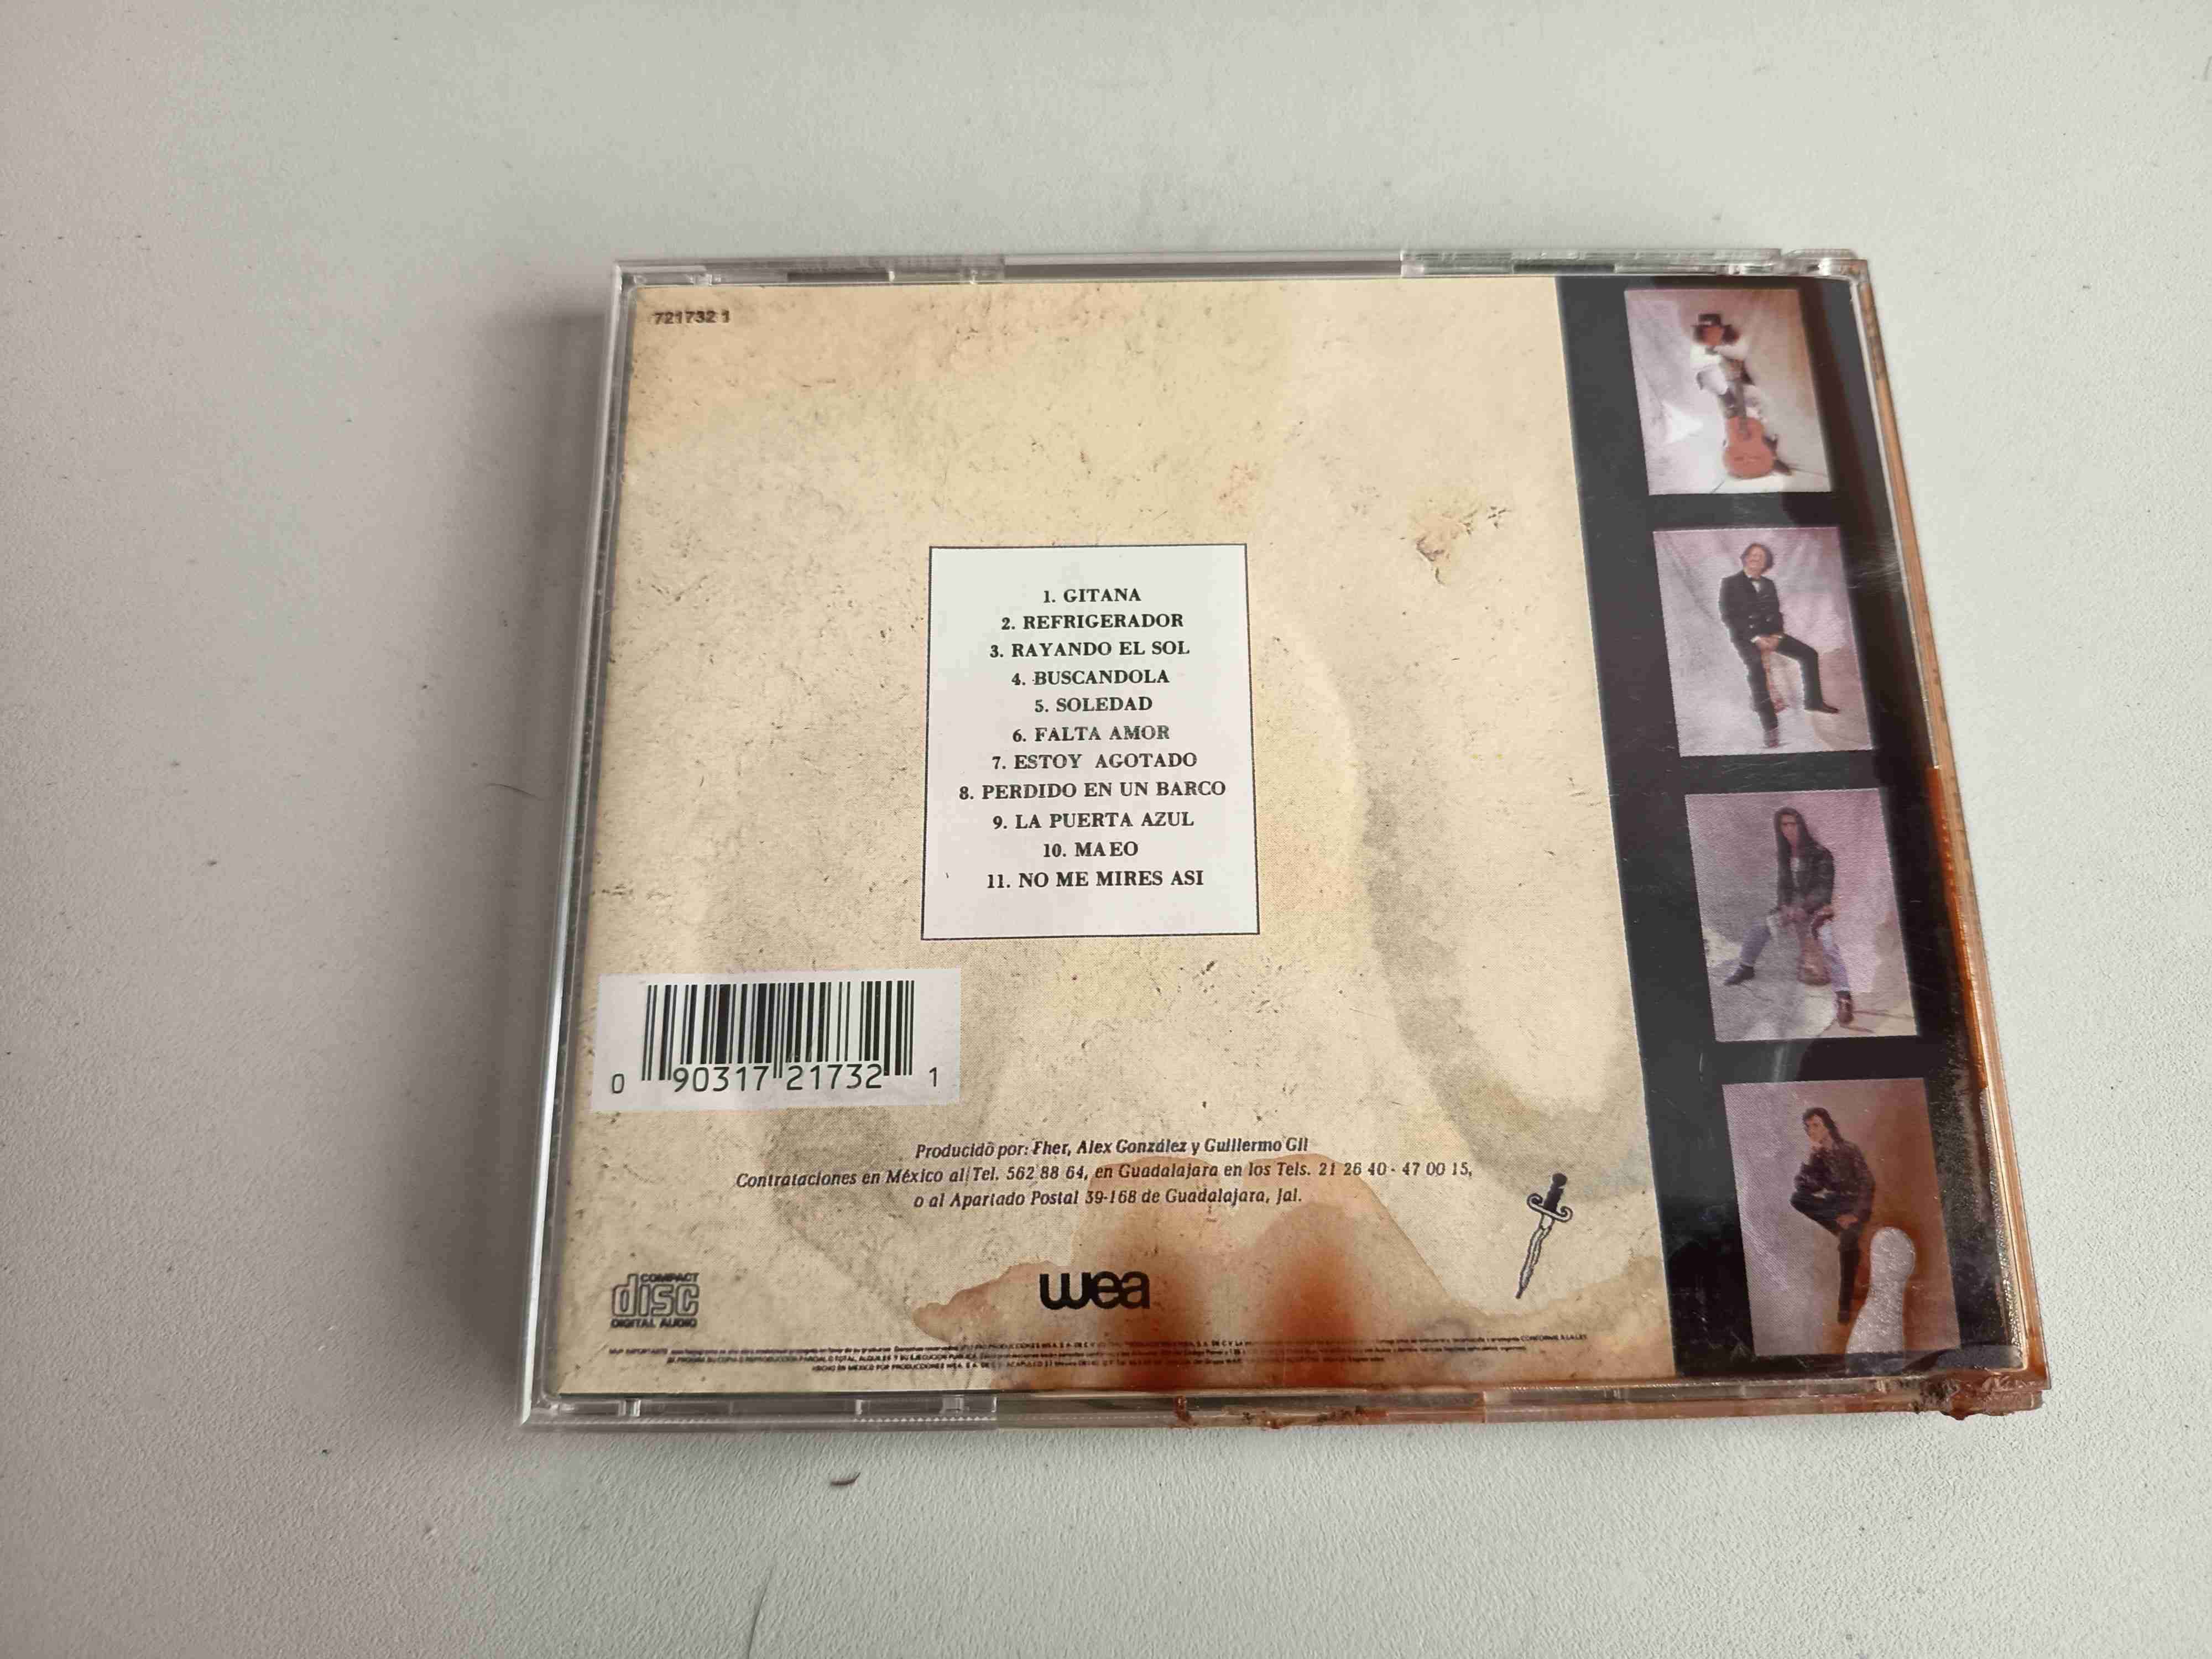 721732 1
1. GITANA
2. REFRIGERADOR
3. RAYANDO EL SOL
4. BUSCANDOLA
5. SOLEDAD
6. FALTA AMOR
7. ESTOY AGOTADO
8. PERDIDO EN UN BARCO
9. LA PUERTA AZUL
10. MAEO
11. NO ME MIRES ASI
0 90317 21732 1
Producido por: Fher, Alex González y Guillermo Gil
Contrataciones en México al Tel. 562 88 64, en Guadalajara en los Tels. 21 26 40 - 47 00 15,
o al Apartado Postal 39-168 de Guadalajara, Jal.
COMPACT
disc
DIGITAL AUDIO
wea